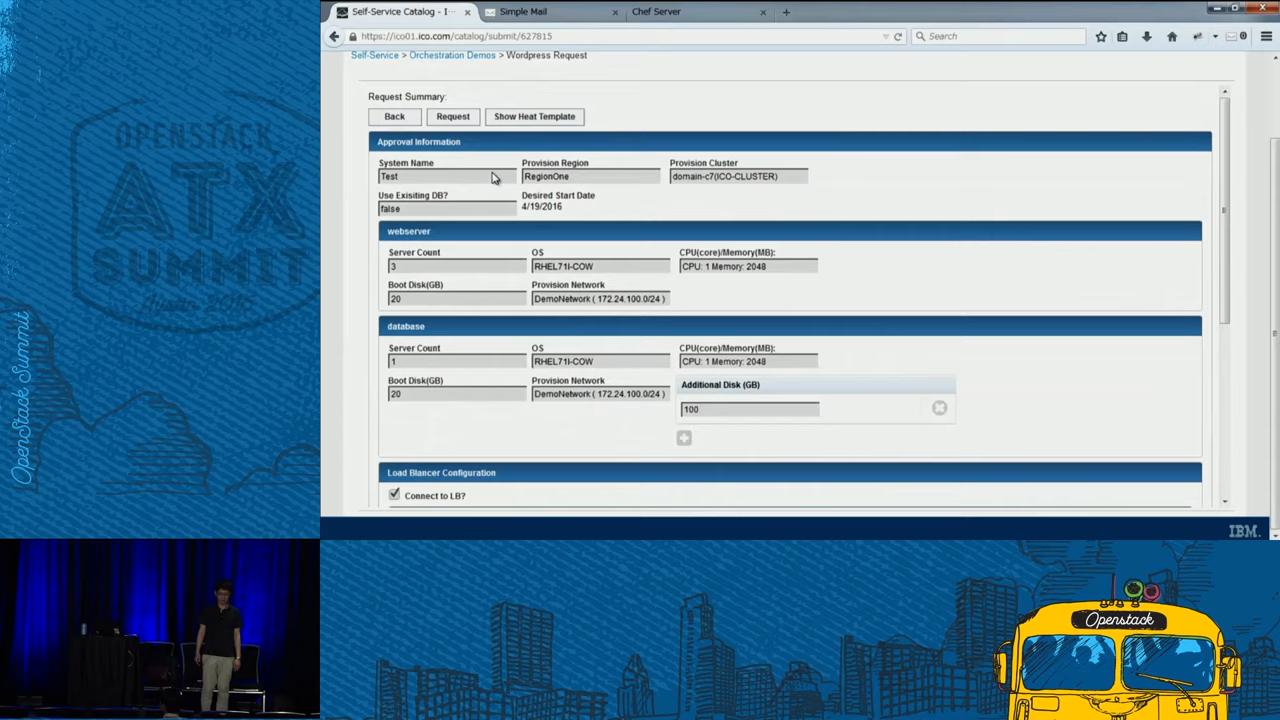 Self-Service Catalog - I···
Simple Mail
Chef Server
https://ico01.ico.com/catalog/submit/627815
Search
0
Self-Service > Orchestration Demos > Wordpress Request
Request Summary:
Back
Request
Show Heat Template
Approval Information
System Name
Provision Region
Provision Cluster
Test
RegionOne
domain-c7(ICO-CLUSTER)
Use Exisiting DB?
Desired Start Date
false
4/19/2016
webserver
Server Count
OS
CPU(core)/Memory(MB):
3
RHEL71I-COW
CPU: 1 Memory: 2048
Boot Disk(GB)
Provision Network
20
DemoNetwork ( 172.24.100.0/24 )
database
Server Count
OS
CPU(core)/Memory(MB):
1
RHEL71I-COW
CPU: 1 Memory: 2048
Boot Disk(GB)
Provision Network
Additional Disk (GB)
20
DemoNetwork ( 172.24.100.0/24 )
100
Load Blancer Configuration
Connect to LB?
IBM.
OPENSTACK
ATX
SUMMIT
Austin 2016
OpenStack Summit
Openstack